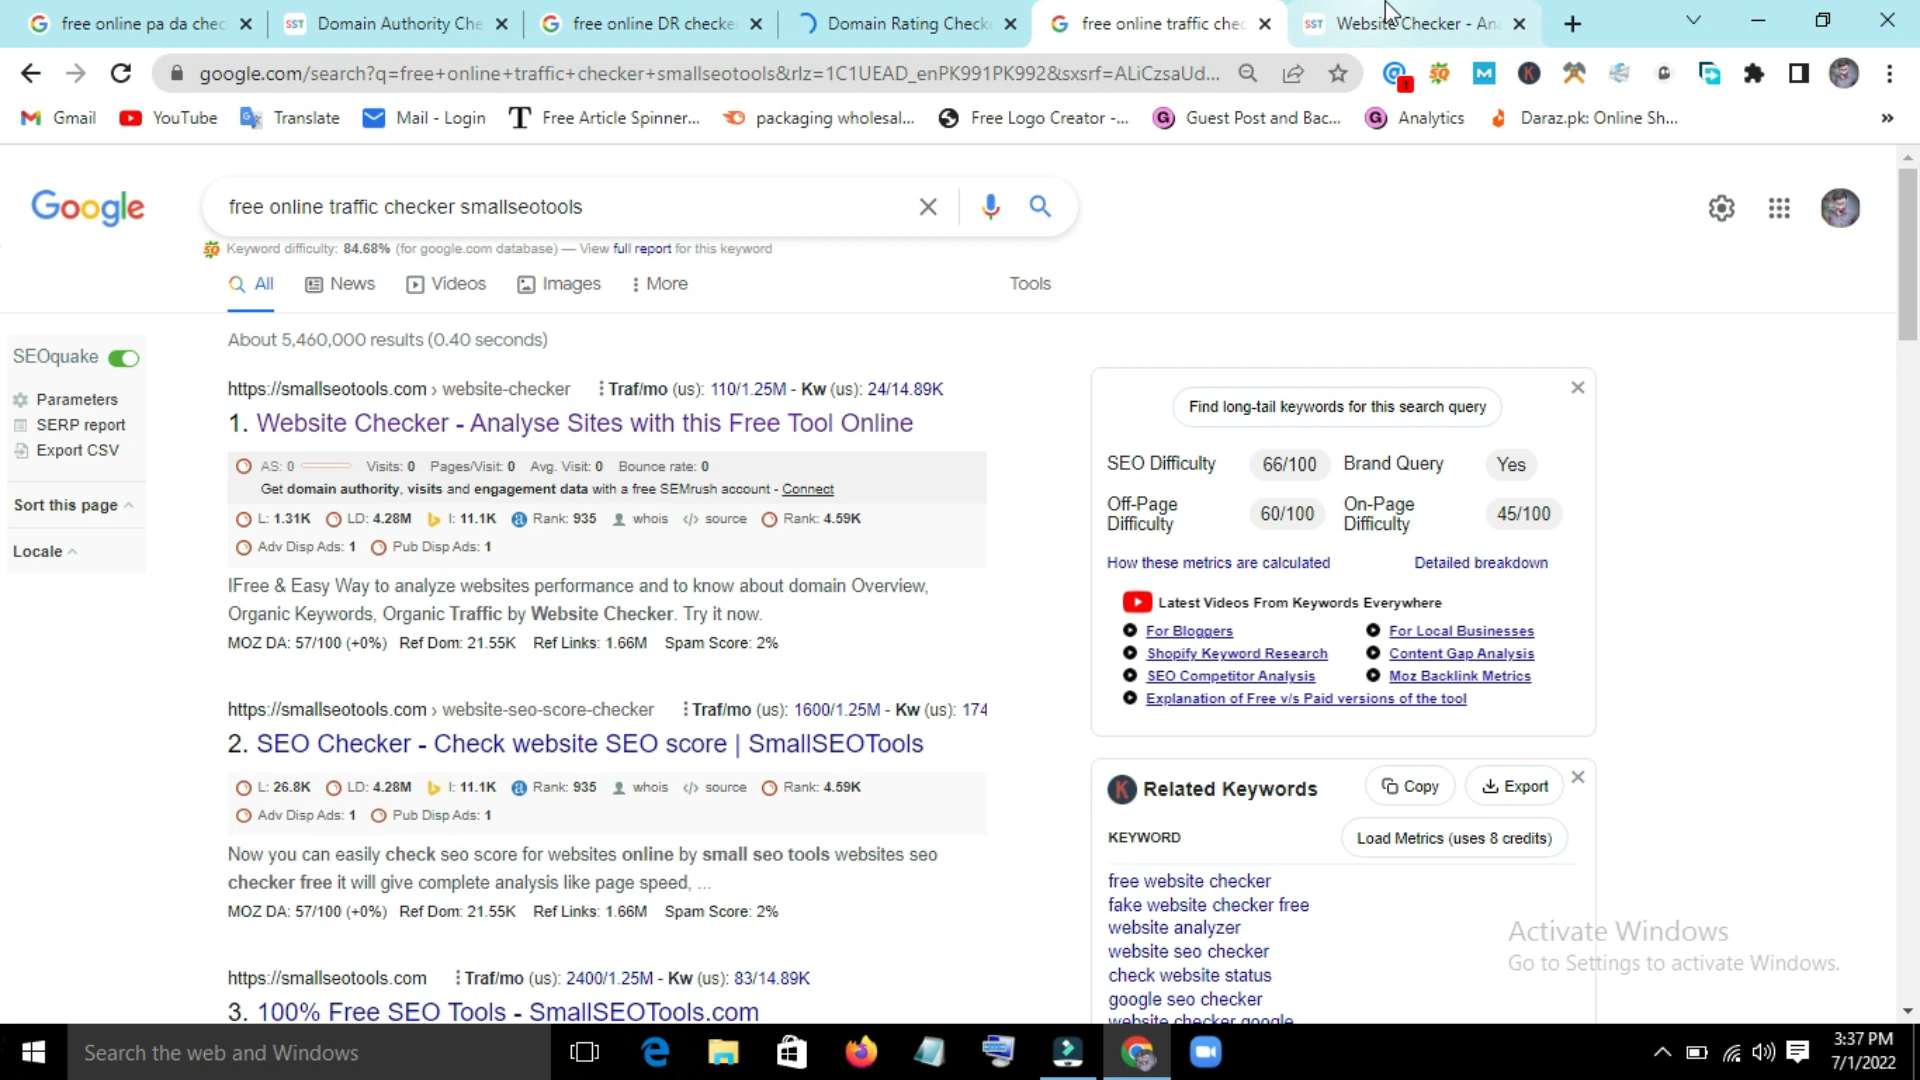 free online pa da chec
SST Domain Authority Che
free online DR checke
Domain Rating Check
free online traffic chec
SST Website Checker - Ana
google.com/search?q=free+online+traffic+checker+smallseotools&rlz=1C1UEAD_enPK991PK992&sxsrf=ALiCzsaUd...
1
Gmail YouTube Translate Mail - Login Free Article Spinner... packaging wholesal... Free Logo Creator -... Guest Post and Bac... Analytics Daraz.pk: Online Sh... »
Google
free online traffic checker smallseotools
Keyword difficulty: 84.68% (for google.com database) — View full report for this keyword
All News Videos Images More Tools
About 5,460,000 results (0.40 seconds)
SEOquake
Parameters
SERP report
Export CSV
Sort this page
Locale
https://smallseotools.com › website-checker Traf/mo (us): 110/1.25M - Kw (us): 24/14.89K
1. Website Checker - Analyse Sites with this Free Tool Online
AS: 0 Visits: 0 Pages/Visit: 0 Avg. Visit: 0 Bounce rate: 0
Get domain authority, visits and engagement data with a free SEMrush account - Connect
L: 1.31K LD: 4.28M I: 11.1K Rank: 935 whois source Rank: 4.59K
Adv Disp Ads: 1 Pub Disp Ads: 1
IFree & Easy Way to analyze websites performance and to know about domain Overview,
Organic Keywords, Organic Traffic by Website Checker. Try it now.
MOZ DA: 57/100 (+0%) Ref Dom: 21.55K Ref Links: 1.66M Spam Score: 2%
https://smallseotools.com › website-seo-score-checker Traf/mo (us): 1600/1.25M - Kw (us): 174
2. SEO Checker - Check website SEO score | SmallSEOTools
L: 26.8K LD: 4.28M I: 11.1K Rank: 935 whois source Rank: 4.59K
Adv Disp Ads: 1 Pub Disp Ads: 1
Now you can easily check seo score for websites online by small seo tools websites seo
checker free it will give complete analysis like page speed, ...
MOZ DA: 57/100 (+0%) Ref Dom: 21.55K Ref Links: 1.66M Spam Score: 2%
https://smallseotools.com Traf/mo (us): 2400/1.25M - Kw (us): 83/14.89K
3. 100% Free SEO Tools - SmallSEOTools.com
Find long-tail keywords for this search query
SEO Difficulty 66/100 Brand Query Yes
Off-Page Difficulty 60/100 On-Page Difficulty 45/100
How these metrics are calculated Detailed breakdown
Latest Videos From Keywords Everywhere
For Bloggers For Local Businesses
Shopify Keyword Research Content Gap Analysis
SEO Competitor Analysis Moz Backlink Metrics
Explanation of Free v/s Paid versions of the tool
Related Keywords Copy Export
KEYWORD Load Metrics (uses 8 credits)
free website checker
fake website checker free
website analyzer
website seo checker
check website status
google seo checker
website checker google
Activate Windows
Go to Settings to activate Windows.
Search the web and Windows
3:37 PM
7/1/2022